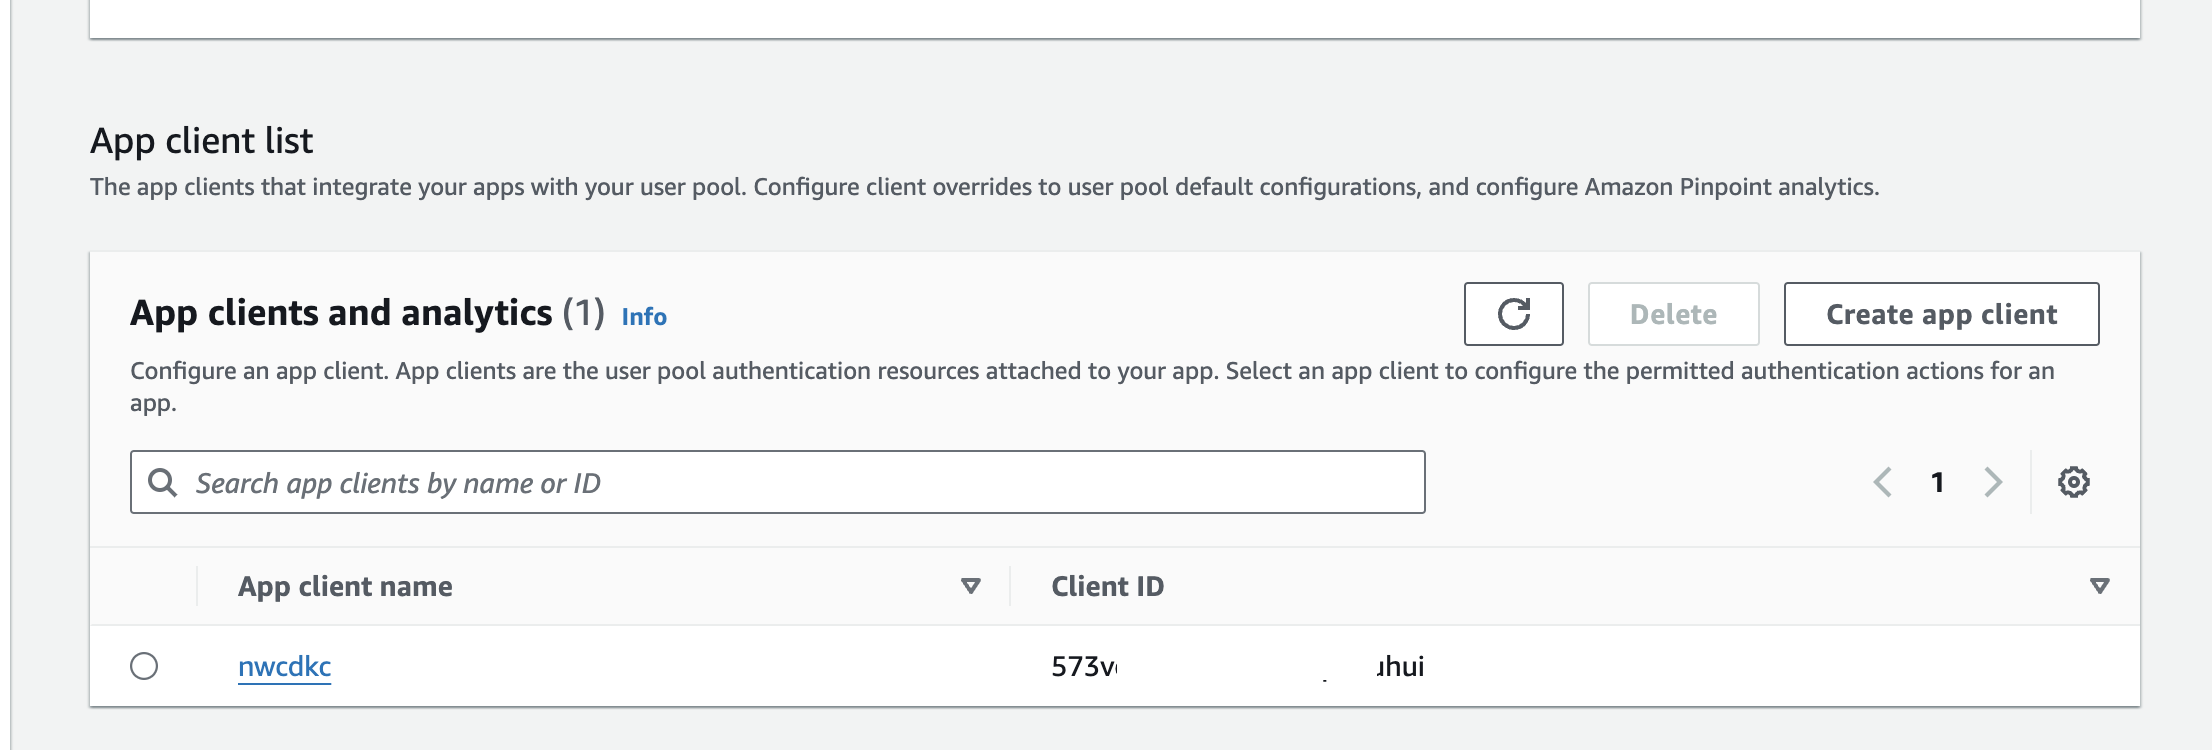 App client list
The app clients that integrate your apps with your user pool. Configure client overrides to user pool default configurations, and configure Amazon Pinpoint analytics.
App clients and analytics (1) Info
Delete
Create app client
Configure an app client. App clients are the user pool authentication resources attached to your app. Select an app client to configure the permitted authentication actions for an
app.
Search app clients by name or ID
1
App client name
Client ID
nwcdkc